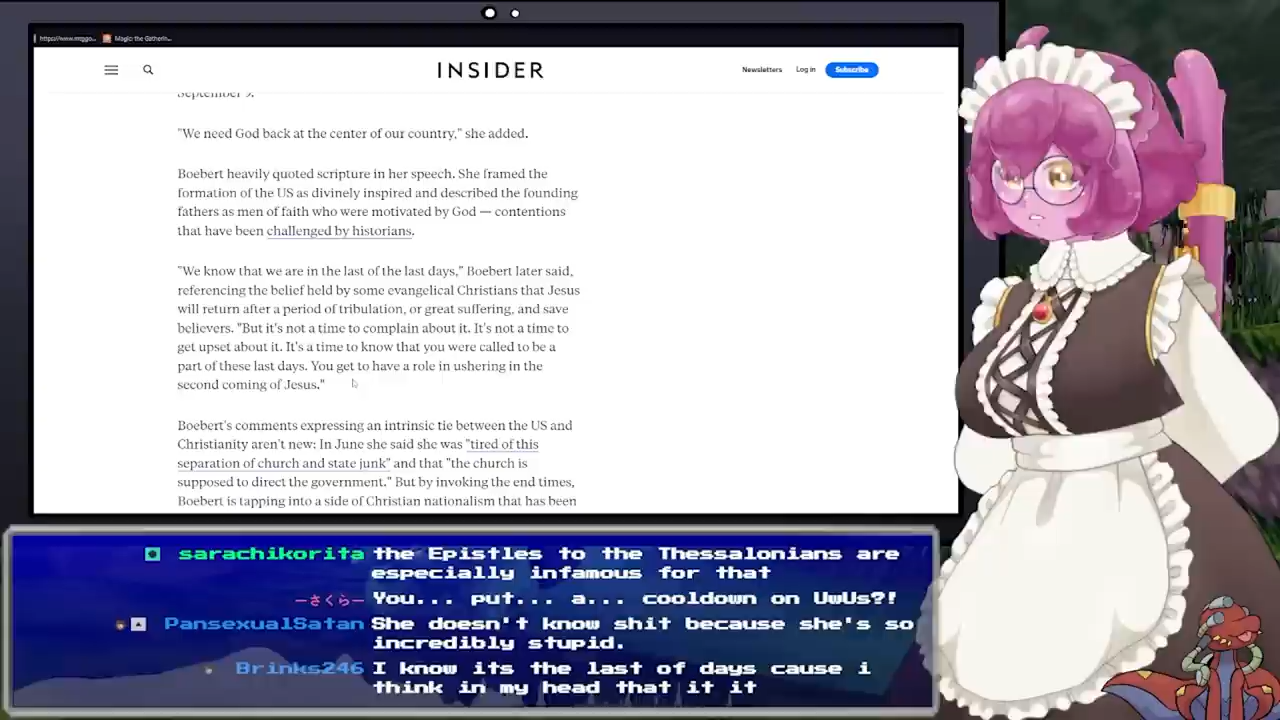 https://www.mtggo... Magic: the Gatherin...
INSIDER
Newsletters Log in Subscribe
September 9.
"We need God back at the center of our country," she added.
Boebert heavily quoted scripture in her speech. She framed the
formation of the US as divinely inspired and described the founding
fathers as men of faith who were motivated by God — contentions
that have been challenged by historians.
"We know that we are in the last of the last days," Boebert later said,
referencing the belief held by some evangelical Christians that Jesus
will return after a period of tribulation, or great suffering, and save
believers. "But it's not a time to complain about it. It's not a time to
get upset about it. It's a time to know that you were called to be a
part of these last days. You get to have a role in ushering in the
second coming of Jesus."
Boebert's comments expressing an intrinsic tie between the US and
Christianity aren't new: In June she said she was "tired of this
separation of church and state junk" and that "the church is
supposed to direct the government." But by invoking the end times,
Boebert is tapping into a side of Christian nationalism that has been
sarachikorita the Epistles to the Thessalonians are
especially infamous for that
ーさくらー You... put... a... cooldown on UwUs?!
PansexualSatan She doesn't know shit because she's so
incredibly stupid.
Brinks246 I know its the last of days cause i
think in my head that it it